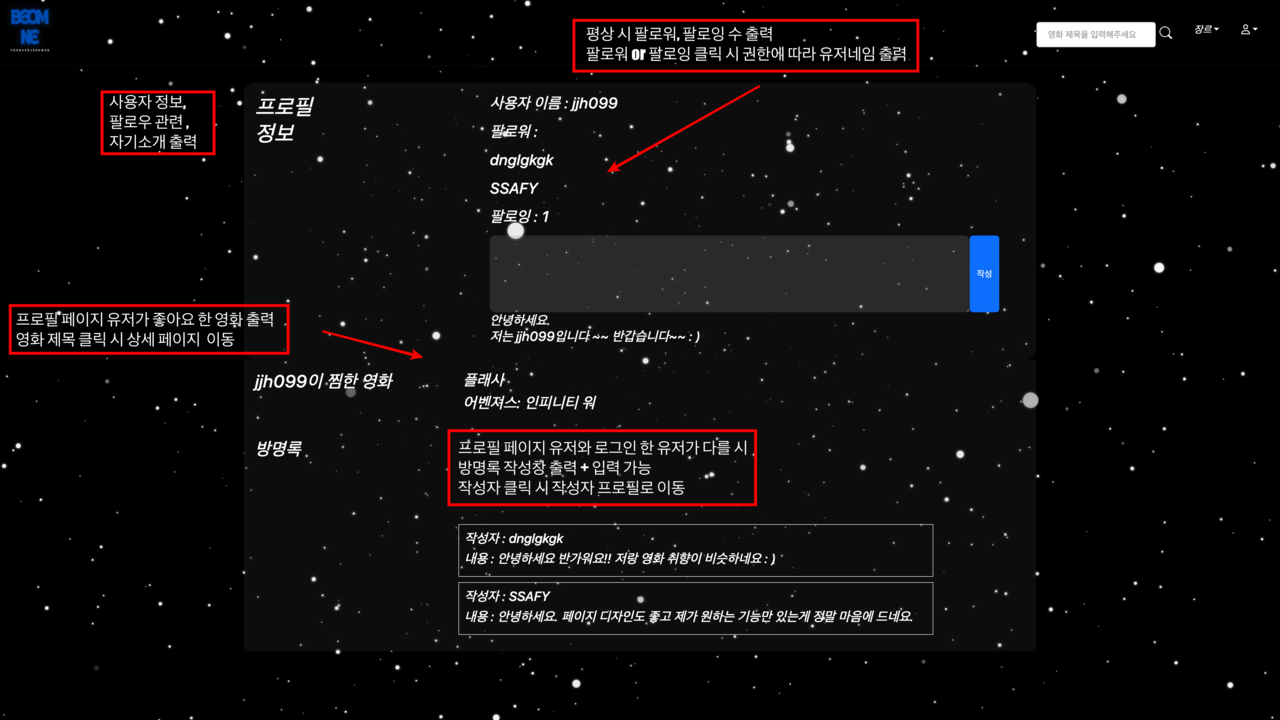 BEOM
NE
영화 제목을 입력해주세요
장르
평상 시 팔로워, 팔로잉 수 출력
팔로워 or 팔로잉 클릭 시 권한에 따라 유저네임 출력
사용자 정보,
팔로우 관련,
자기소개 출력
프로필
정보
사용자 이름 : jjh099
팔로워 :
dnglgkgk
SSAFY
팔로잉 : 1
작성
안녕하세요.
저는 jjh099입니다 ~~ 반갑습니다~~ : )
프로필 페이지 유저가 좋아요 한 영화 출력
영화 제목 클릭 시 상세 페이지 이동
jjh099이 찜한 영화
플래시
어벤져스: 인피니티 워
방명록
프로필 페이지 유저와 로그인 한 유저가 다를 시
방명록 작성창 출력 + 입력 가능
작성자 클릭 시 작성자 프로필로 이동
작성자 : dnglgkgk
내용 : 안녕하세요 반가워요!! 저랑 영화 취향이 비슷하네요 : )
작성자 : SSAFY
내용 : 안녕하세요. 페이지 디자인도 좋고 제가 원하는 기능만 있는게 정말 마음에 드네요.